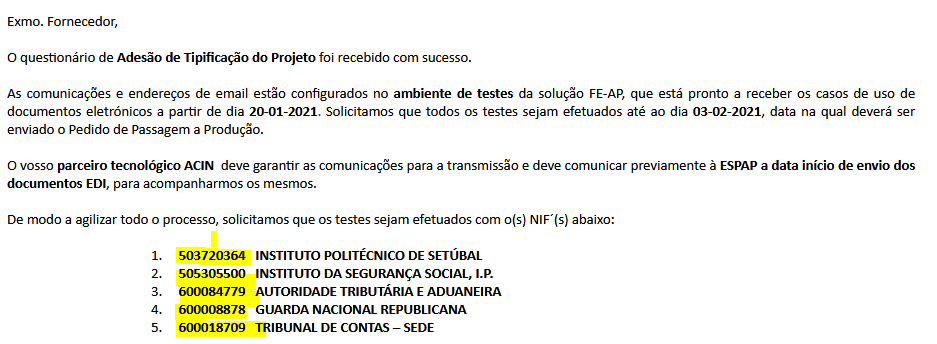 Exmo. Fornecedor,
O questionário de Adesão de Tipificação do Projeto foi recebido com sucesso.
As comunicações e endereços de email estão configurados no ambiente de testes da solução FE-AP, que está pronto a receber os casos de uso de
documentos eletrónicos a partir de dia 20-01-2021. Solicitamos que todos os testes sejam efetuados até ao dia 03-02-2021, data na qual deverá ser
enviado o Pedido de Passagem a Produção.
O vosso parceiro tecnológico ACIN deve garantir as comunicações para a transmissão e deve comunicar previamente à ESPAP a data início de envio dos
documentos EDI, para acompanharmos os mesmos.
De modo a agilizar todo o processo, solicitamos que os testes sejam efetuados com o(s) NIF´(s) abaixo:
1. 503720364 INSTITUTO POLITÉCNICO DE SETÚBAL
2. 505305500 INSTITUTO DA SEGURANÇA SOCIAL, I.P.
3. 600084779 AUTORIDADE TRIBUTÁRIA E ADUANEIRA
4. 600008878 GUARDA NACIONAL REPUBLICANA
5. 600018709 TRIBUNAL DE CONTAS – SEDE